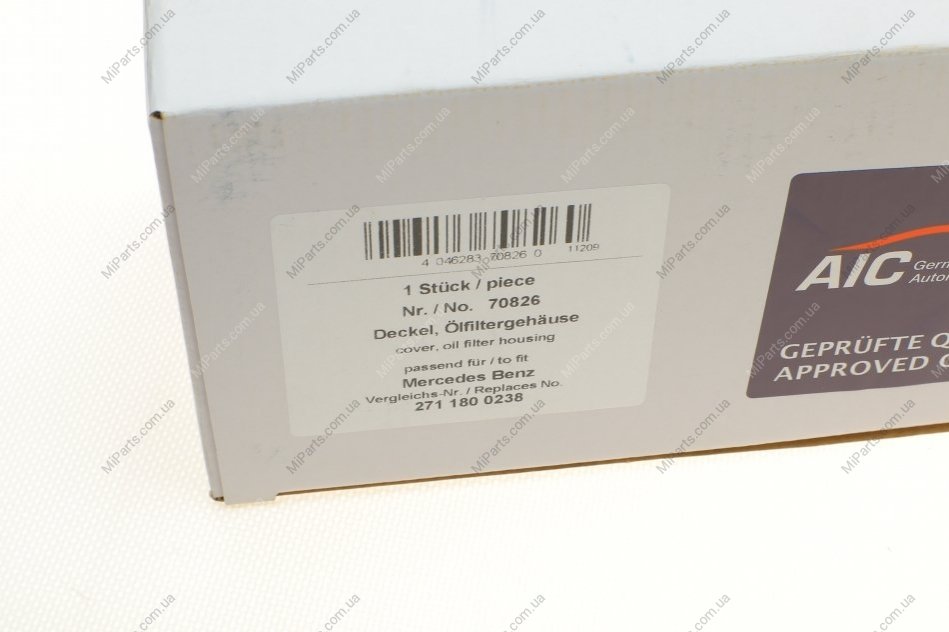 4 046283 70826 0 11209
1 Stück / piece
Nr. / No. 70826
Deckel, Ölfiltergehäuse
cover, oil filter housing
passend für / to fit
Mercedes Benz
Vergleichs-Nr. / Replaces No.
271 180 0238
AIC
GEPRÜFTE
APPROVED
MiParts.com.ua